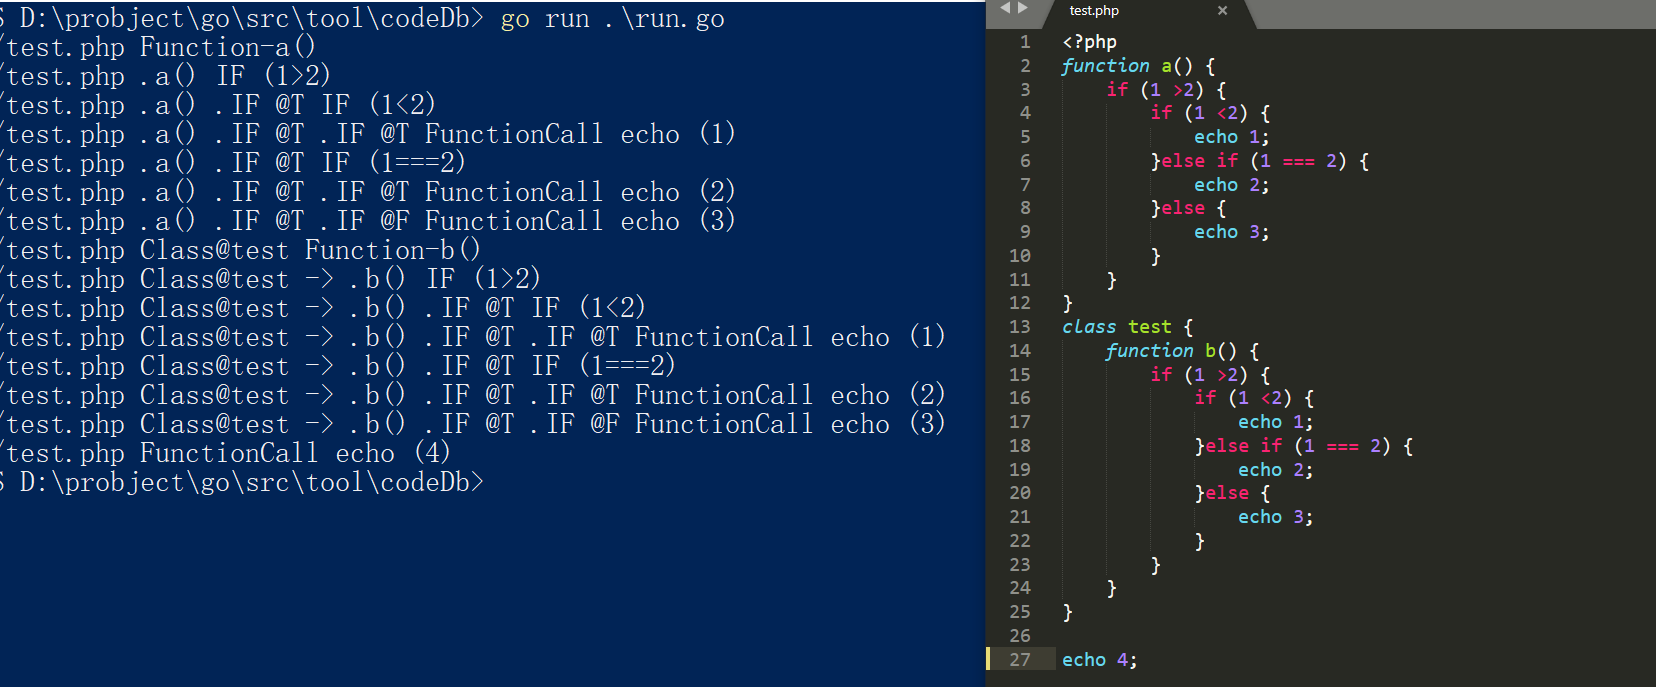 S D:\probject\go\src\tool\codeDb> go run .\run.go
/test.php Function-a()
/test.php .a() IF (1>2)
/test.php .a() .IF @T IF (1<2)
/test.php .a() .IF @T .IF @T FunctionCall echo (1)
/test.php .a() .IF @T IF (1===2)
/test.php .a() .IF @T .IF @T FunctionCall echo (2)
/test.php .a() .IF @T .IF @F FunctionCall echo (3)
/test.php Class@test Function-b()
/test.php Class@test -> .b() IF (1>2)
/test.php Class@test -> .b() .IF @T IF (1<2)
/test.php Class@test -> .b() .IF @T .IF @T FunctionCall echo (1)
/test.php Class@test -> .b() .IF @T IF (1===2)
/test.php Class@test -> .b() .IF @T .IF @T FunctionCall echo (2)
/test.php Class@test -> .b() .IF @T .IF @F FunctionCall echo (3)
/test.php FunctionCall echo (4)
S D:\probject\go\src\tool\codeDb>
test.php ×
1 <?php
2 function a() {
3     if (1 >2) {
4         if (1 <2) {
5             echo 1;
6         }else if (1 === 2) {
7             echo 2;
8         }else {
9             echo 3;
10         }
11     }
12 }
13 class test {
14     function b() {
15         if (1 >2) {
16             if (1 <2) {
17                 echo 1;
18             }else if (1 === 2) {
19                 echo 2;
20             }else {
21                 echo 3;
22             }
23         }
24     }
25 }
26
27 echo 4;